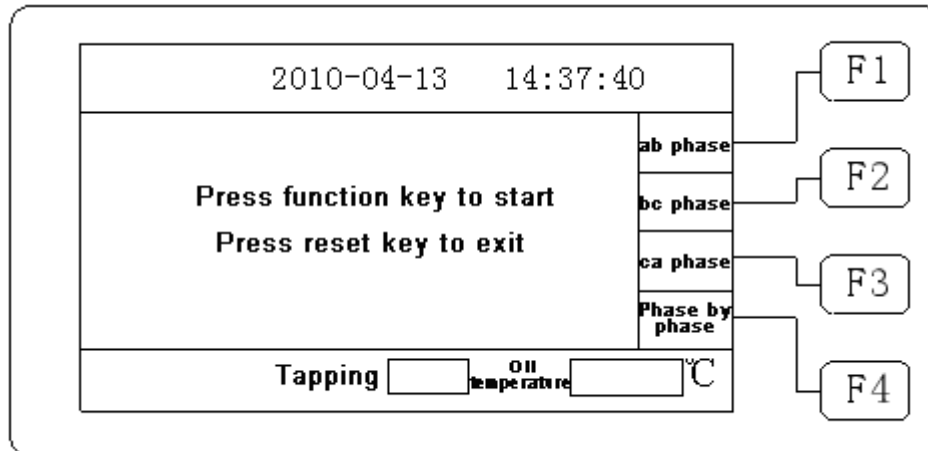 2010-04-13 14:37:40
F1
ab phase
Press function key to start
F2
bc phase
Press reset key to exit
ca phase
F3
Phase by
phase
Tapping
Oil
temperature
℃
F4